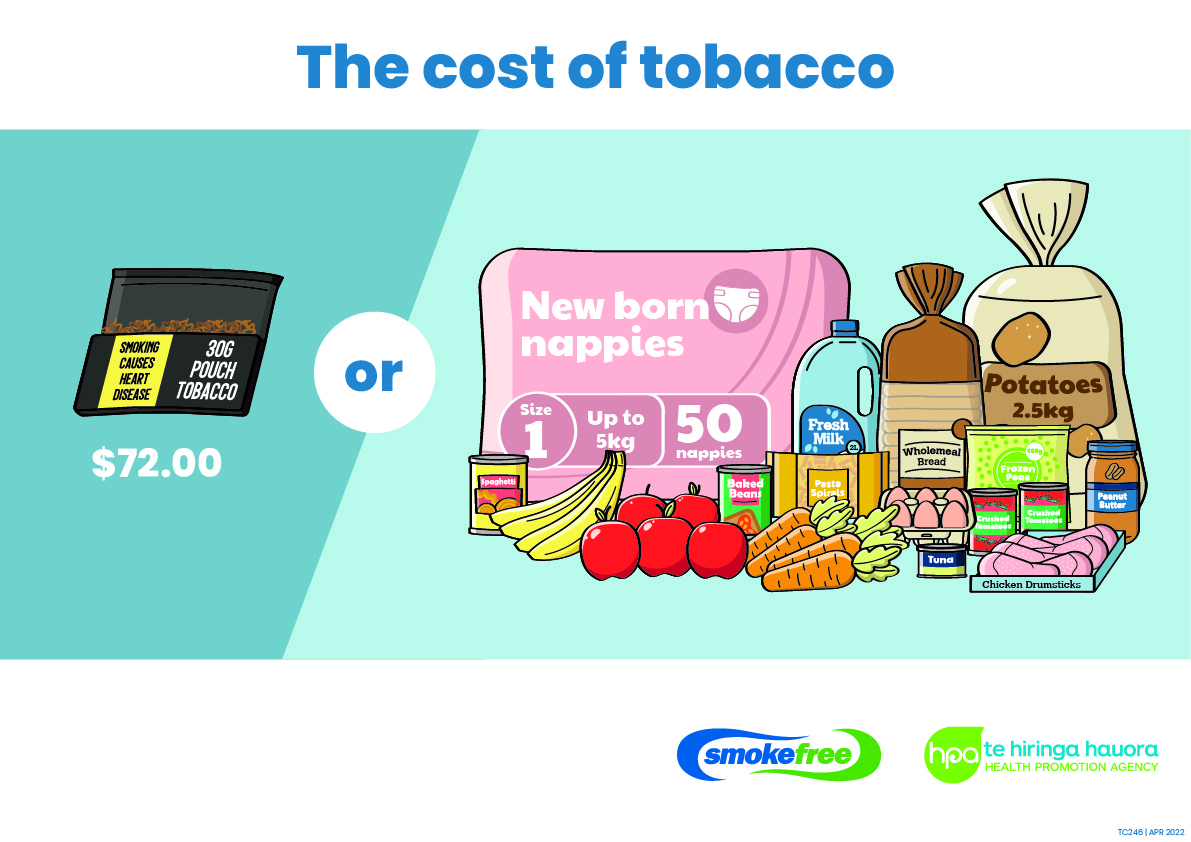 The cost of tobacco
SMOKING
CAUSES
HEART
DISEASE
30G
POUCH
TOBACCO
$72.00
or
New born
nappies
Size
1
Up to
5kg
50
nappies
Fresh
Milk
2L
Wholemeal
Bread
Potatoes
2.5kg
Spaghetti
Baked
Beans
Pasta
Spirals
500g
Frozen
Peas
Crushed
Tomatoes
Crushed
Tomatoes
Peanut
Butter
Tuna
Chicken Drumsticks
smokefree
hpa
te hiringa hauora
HEALTH PROMOTION AGENCY
TC246 | APR 2022